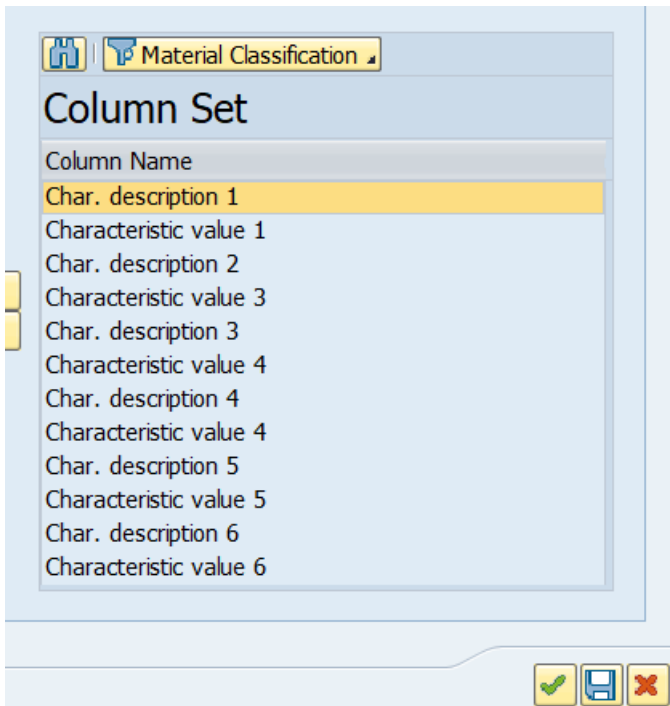 Material Classification
Column Set
Column Name
Char. description 1
Characteristic value 1
Char. description 2
Characteristic value 3
Char. description 3
Characteristic value 4
Char. description 4
Characteristic value 4
Char. description 5
Characteristic value 5
Char. description 6
Characteristic value 6